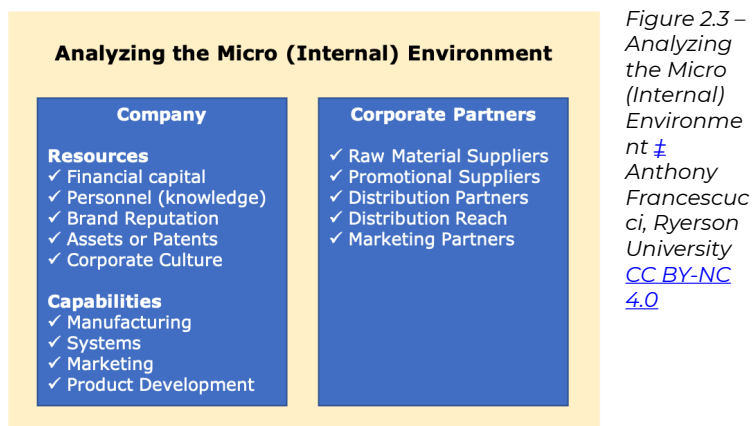 Analyzing the Micro (Internal) Environment
Company
Resources
✓ Financial capital
✓ Personnel (knowledge)
✓ Brand Reputation
✓ Assets or Patents
✓ Corporate Culture
Capabilities
✓ Manufacturing
✓ Systems
✓ Marketing
✓ Product Development
Corporate Partners
✓ Raw Material Suppliers
✓ Promotional Suppliers
✓ Distribution Partners
✓ Distribution Reach
✓ Marketing Partners
Figure 2.3 –
Analyzing
the Micro
(Internal)
Environme
nt ‡
Anthony
Francescuc
ci, Ryerson
University
CC BY-NC
4.0